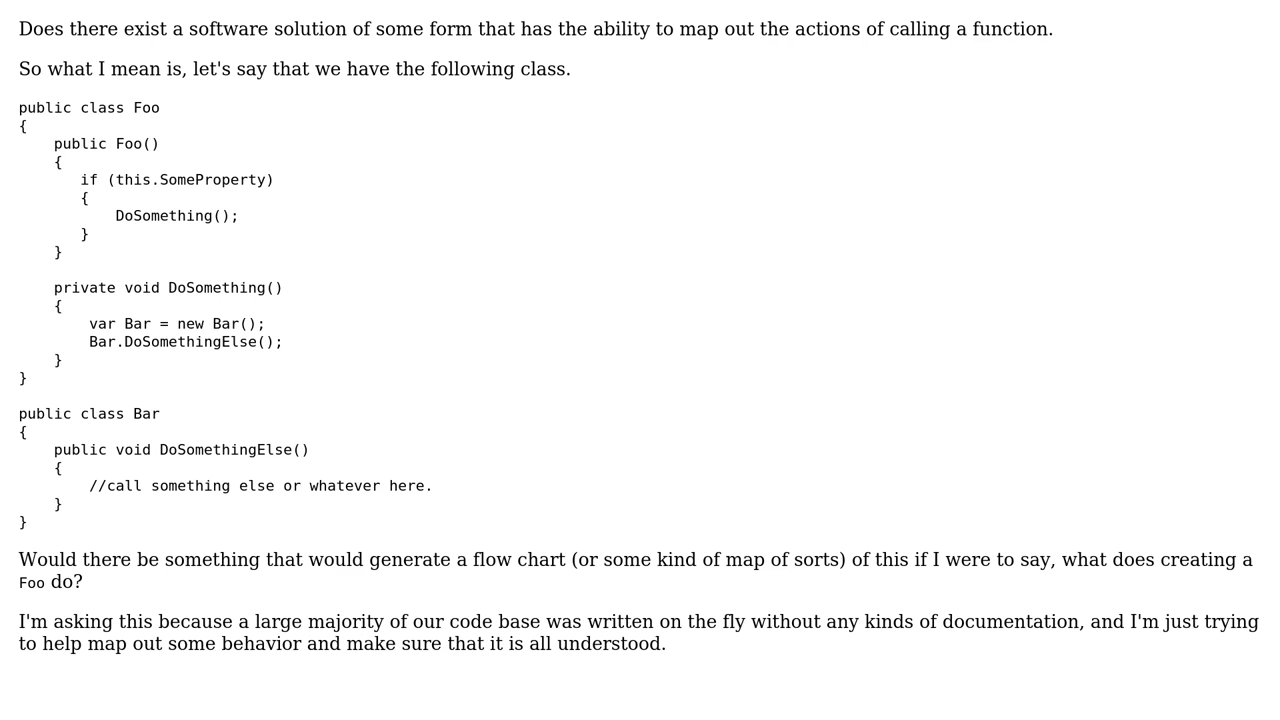 Does there exist a software solution of some form that has the ability to map out the actions of calling a function.
So what I mean is, let's say that we have the following class.
public class Foo
{
    public Foo()
    {
       if (this.SomeProperty)
       {
           DoSomething();
       }
    }

    private void DoSomething()
    {
        var Bar = new Bar();
        Bar.DoSomethingElse();
    }
}

public class Bar
{
    public void DoSomethingElse()
    {
        //call something else or whatever here.
    }
}
Would there be something that would generate a flow chart (or some kind of map of sorts) of this if I were to say, what does creating a
Foo do?
I'm asking this because a large majority of our code base was written on the fly without any kinds of documentation, and I'm just trying
to help map out some behavior and make sure that it is all understood.